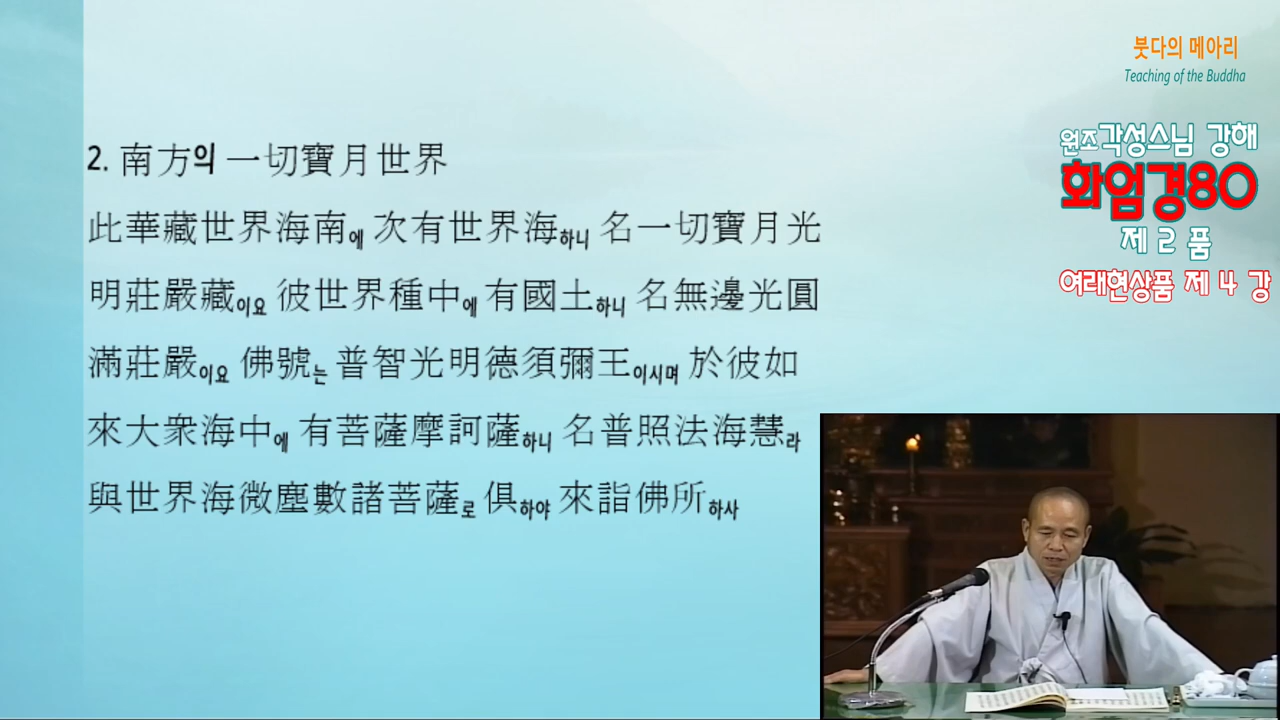 2. 南方의 一切寶月世界
此華藏世界海南에 次有世界海하니 名一切寶月光
明莊嚴藏이요 彼世界種中에 有國土하니 名無邊光圓
滿莊嚴이요 佛號는 普智光明德須彌王이시며 於彼如
來大衆海中에 有菩薩摩訶薩하니 名普照法海慧라
與世界海微塵數諸菩薩로 俱하야 來詣佛所하사
붓다의 메아리
Teaching of the Buddha
원조각성스님 강해
화엄경80
제 2 품
여래현상품 제 4 강